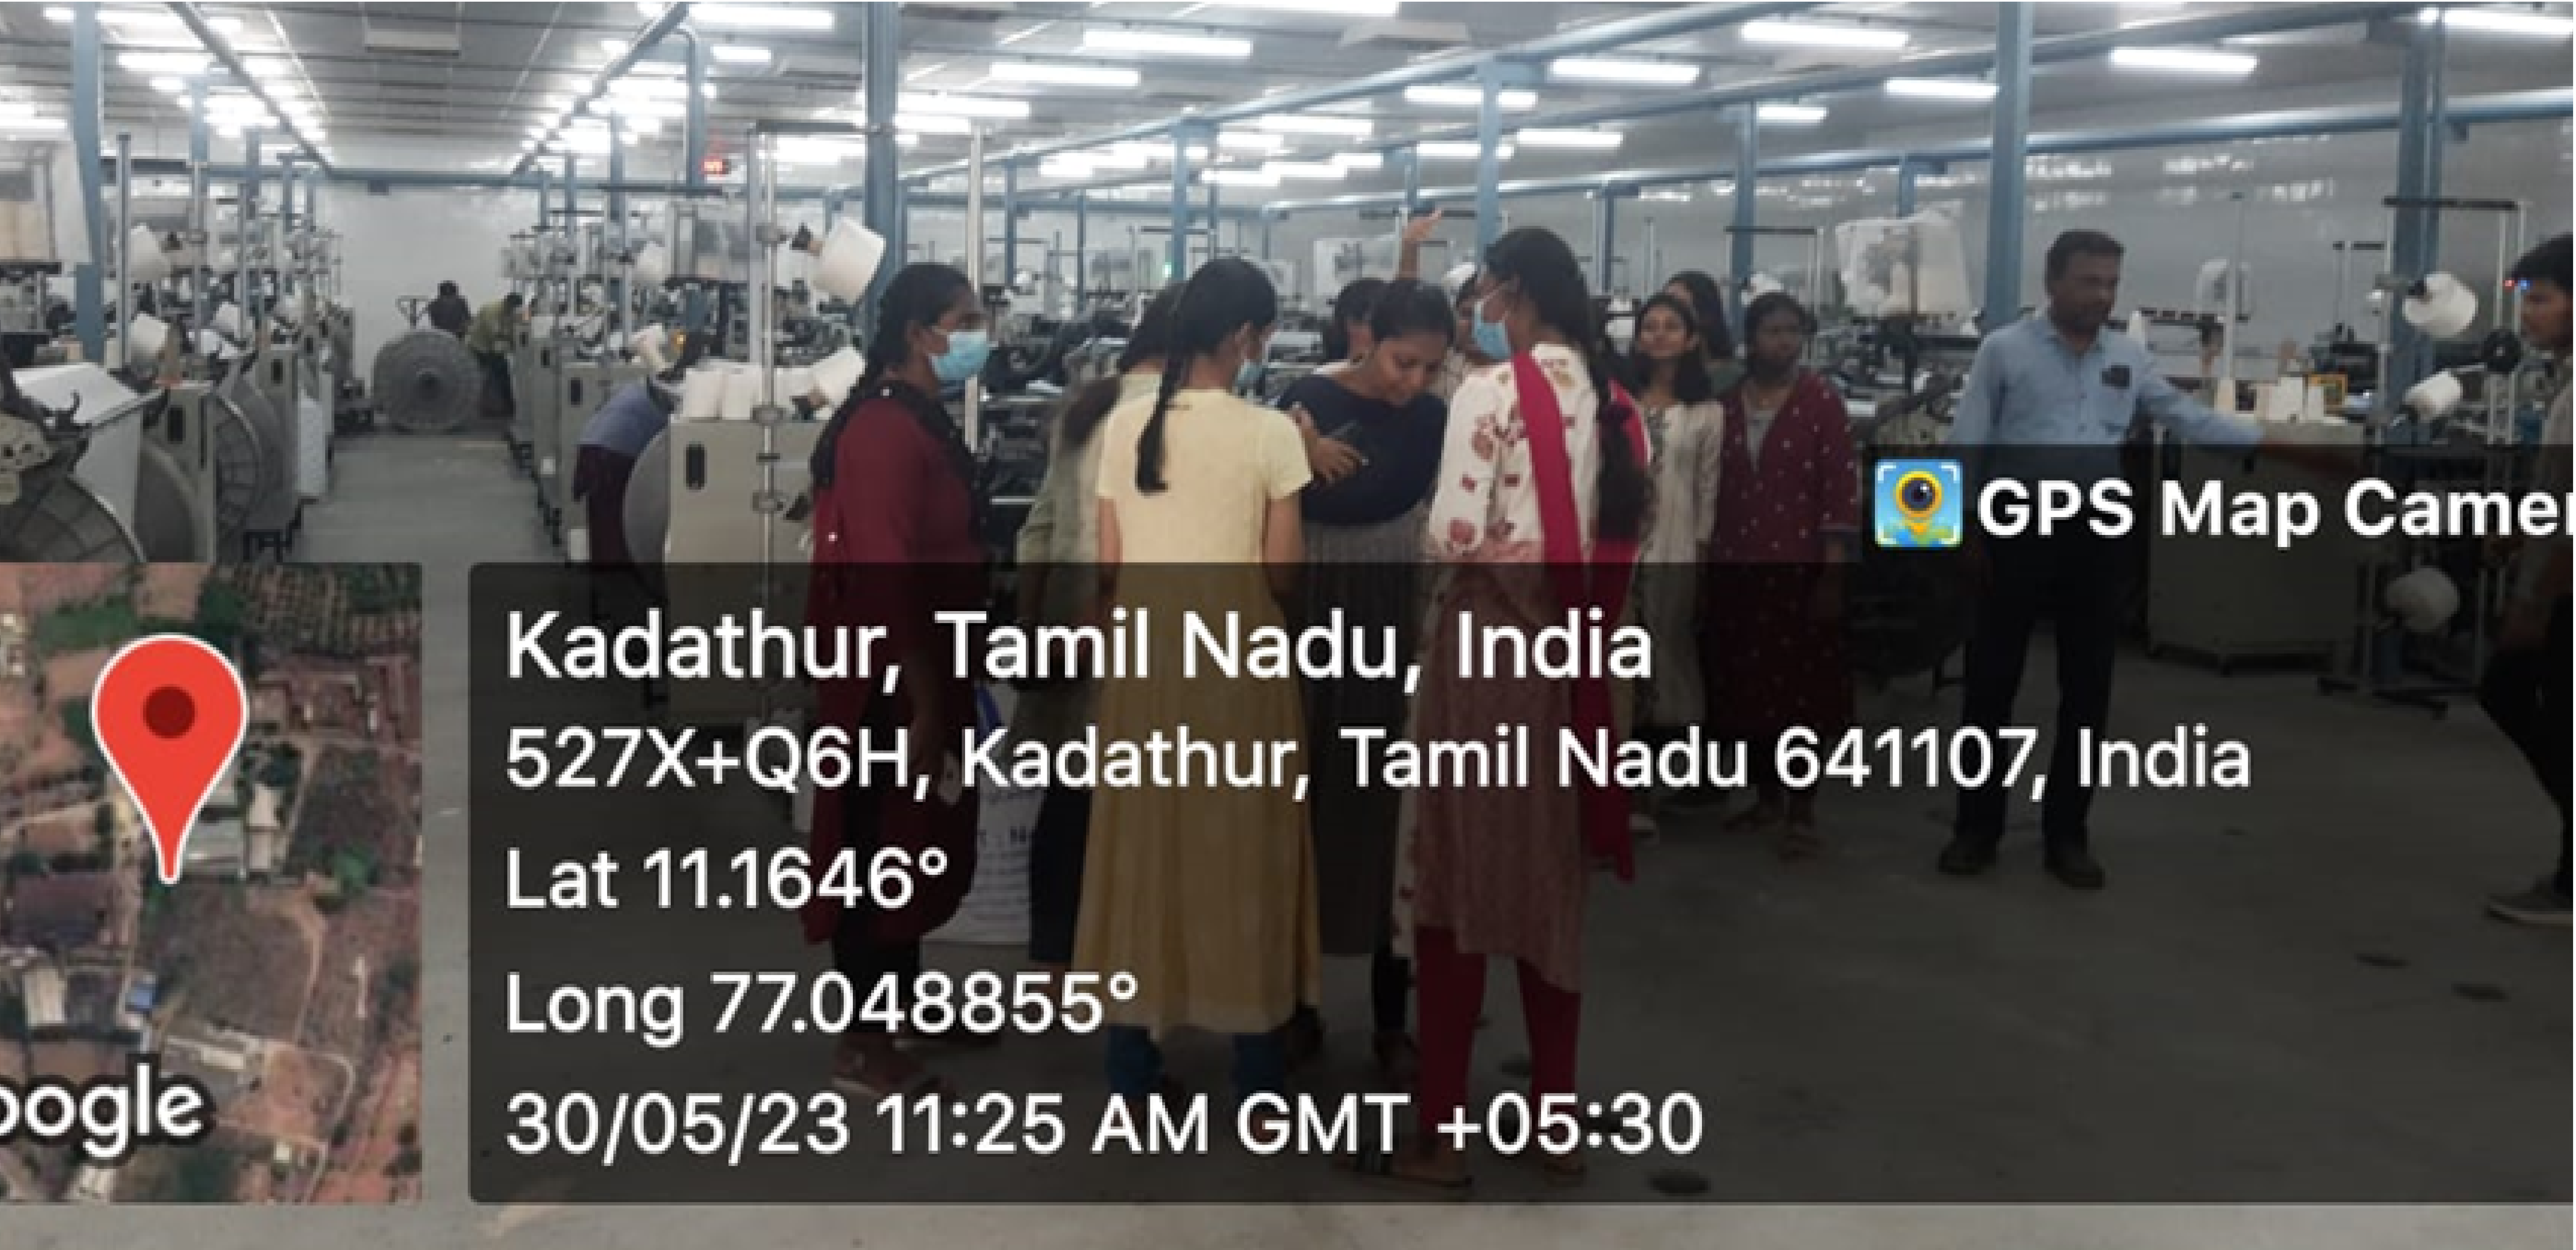 GPS Map Camer
Kadathur, Tamil Nadu, India
527X+Q6H, Kadathur, Tamil Nadu 641107, India
Lat 11.1646°
Long 77.048855°
30/05/23 11:25 AM GMT +05:30
oogle